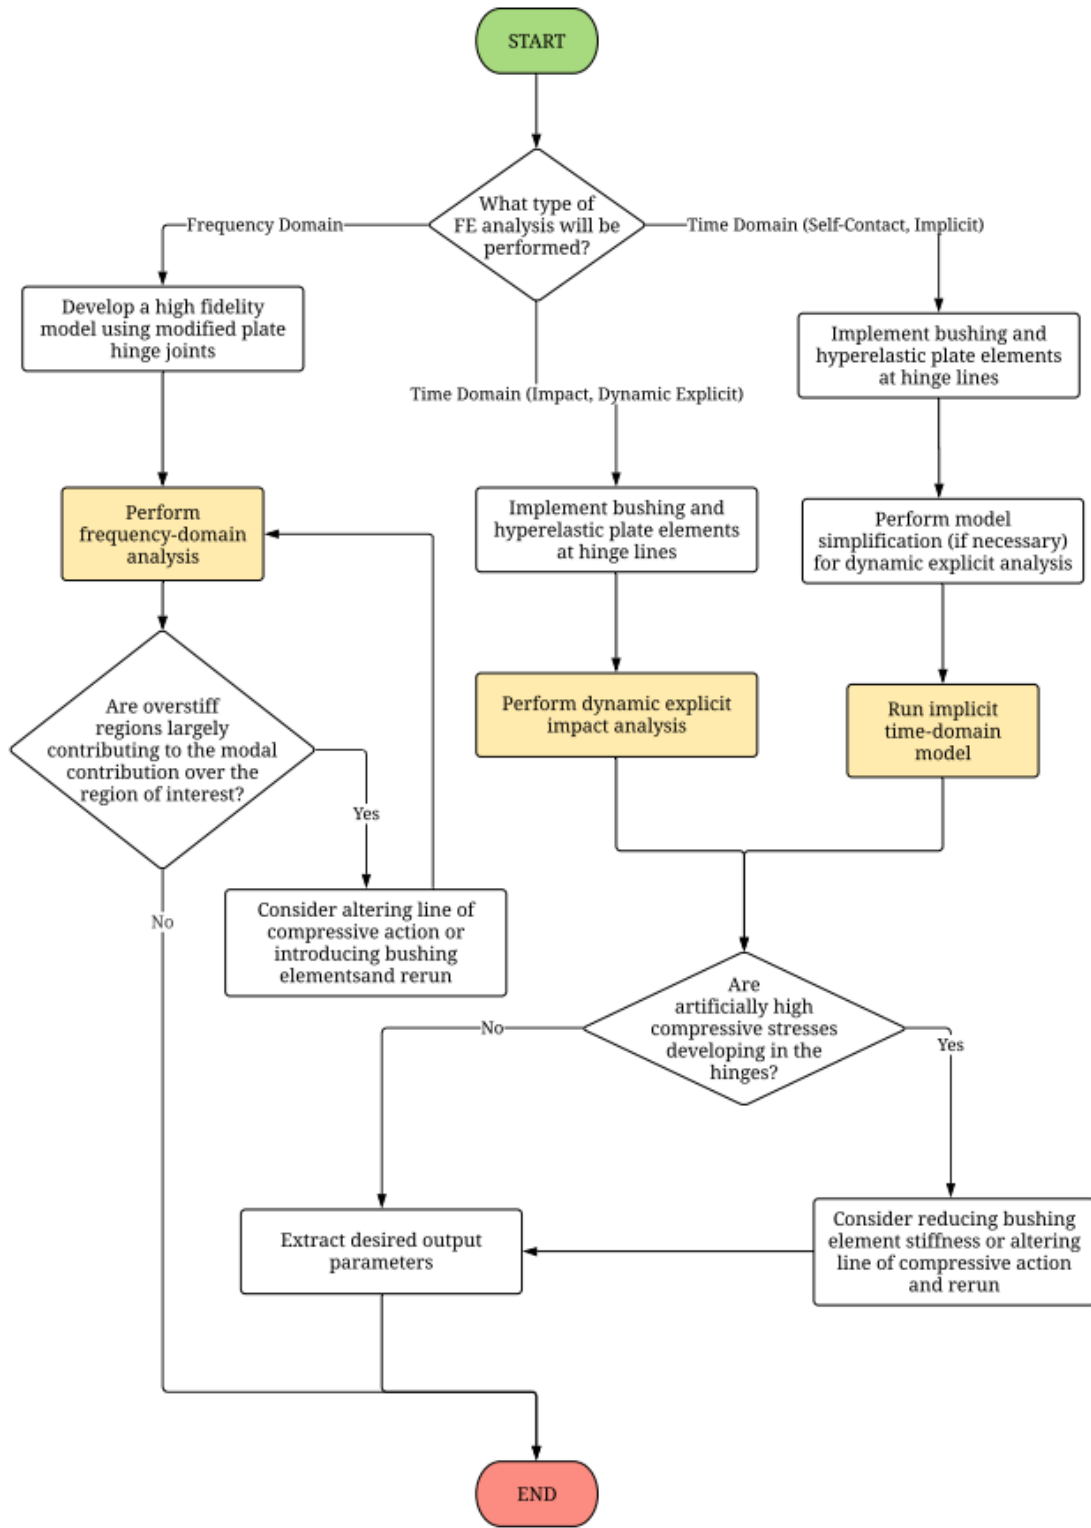 START
What type of
FE analysis will be
performed?
Frequency Domain
Time Domain (Self-Contact, Implicit)
Develop a high fidelity
model using modified plate
hinge joints
Implement bushing and
hyperelastic plate elements
at hinge lines
Time Domain (Impact, Dynamic Explicit)
Perform
frequency-domain
analysis
Implement bushing and
hyperelastic plate elements
at hinge lines
Perform model
simplification (if necessary)
for dynamic explicit analysis
Are overstiff
regions largely
contributing to the modal
contribution over the
region of interest?
Perform dynamic explicit
impact analysis
Run implicit
time-domain
model
Yes
No
Consider altering line of
compressive action or
introducing bushing
elementsand rerun
Are
artificially high
compressive stresses
developing in the
hinges?
No
Yes
Extract desired output
parameters
Consider reducing bushing
element stiffness or altering
line of compressive action
and rerun
END